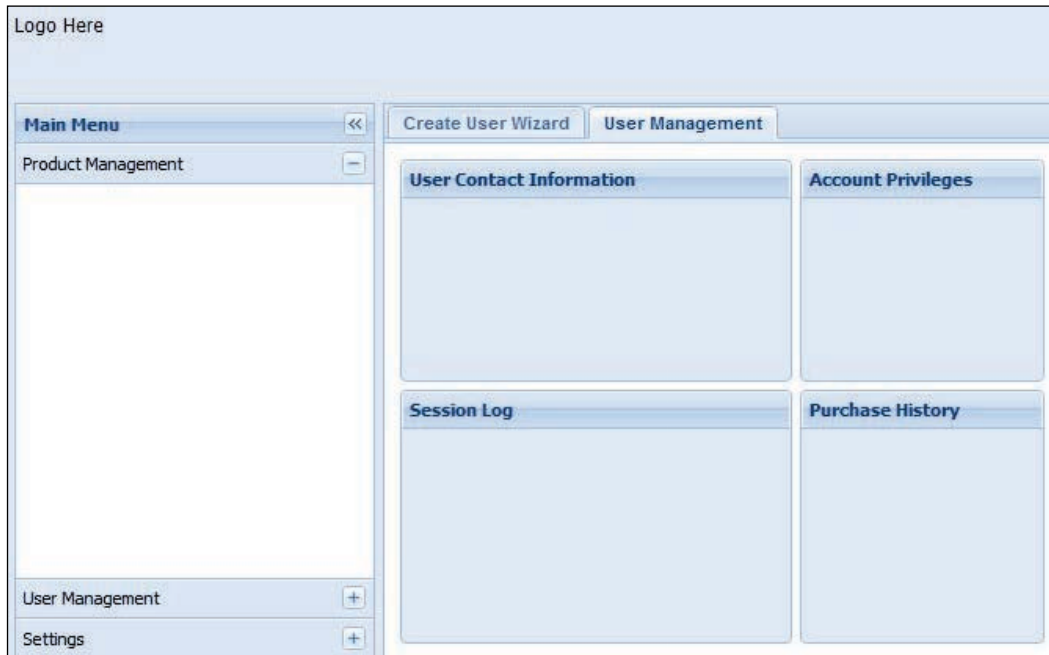 Logo Here
Main Menu
Product Management
User Management
Settings
Create User Wizard
User Management
User Contact Information
Account Privileges
Session Log
Purchase History